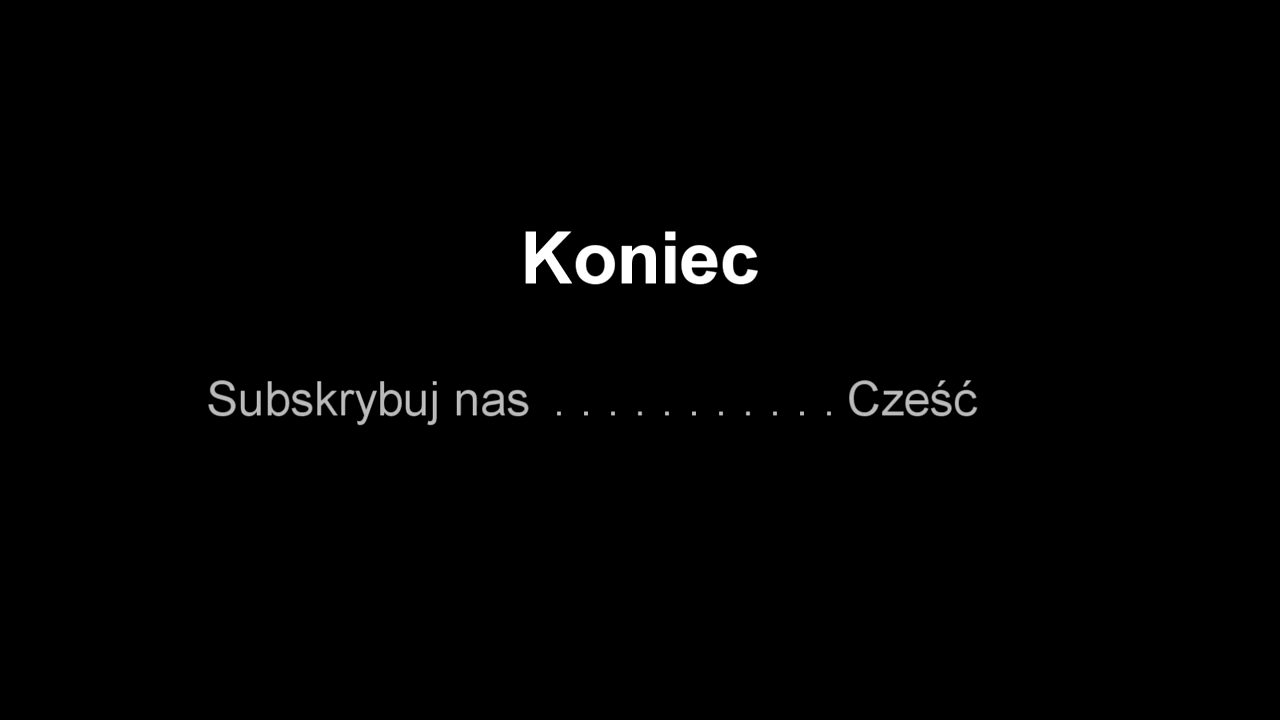 Koniec
Subskrybuj nas . . . . . . . . . . . Cześć